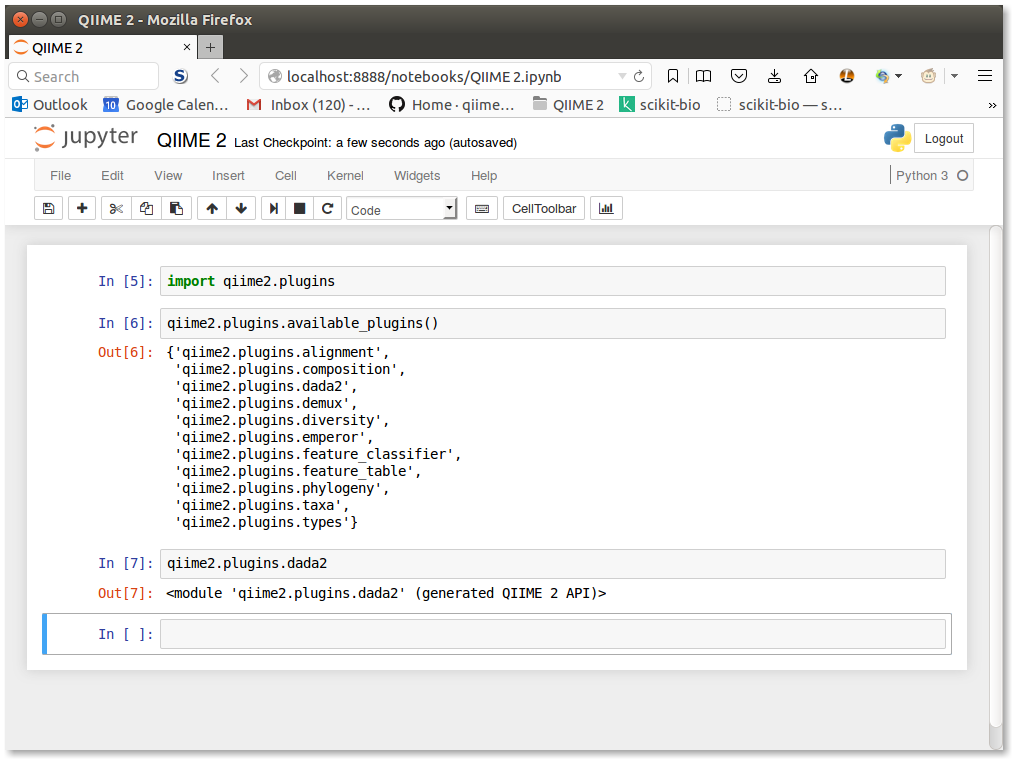 QIIME 2 - Mozilla Firefox
QIIME 2
Search
S
localhost:8888/notebooks/QIIME 2.ipynb
Outlook 10 Google Calen... Inbox (120) - ... Home · qiime... QIIME 2 k scikit-bio scikit-bio — s... »
jupyter QIIME 2 Last Checkpoint: a few seconds ago (autosaved) Logout
File Edit View Insert Cell Kernel Widgets Help Python 3
Code CellToolbar
In [5]: import qiime2.plugins
In [6]: qiime2.plugins.available_plugins()
Out[6]: {'qiime2.plugins.alignment',
'qiime2.plugins.composition',
'qiime2.plugins.dada2',
'qiime2.plugins.demux',
'qiime2.plugins.diversity',
'qiime2.plugins.emperor',
'qiime2.plugins.feature_classifier',
'qiime2.plugins.feature_table',
'qiime2.plugins.phylogeny',
'qiime2.plugins.taxa',
'qiime2.plugins.types'}
In [7]: qiime2.plugins.dada2
Out[7]: <module 'qiime2.plugins.dada2' (generated QIIME 2 API)>
In [ ]: